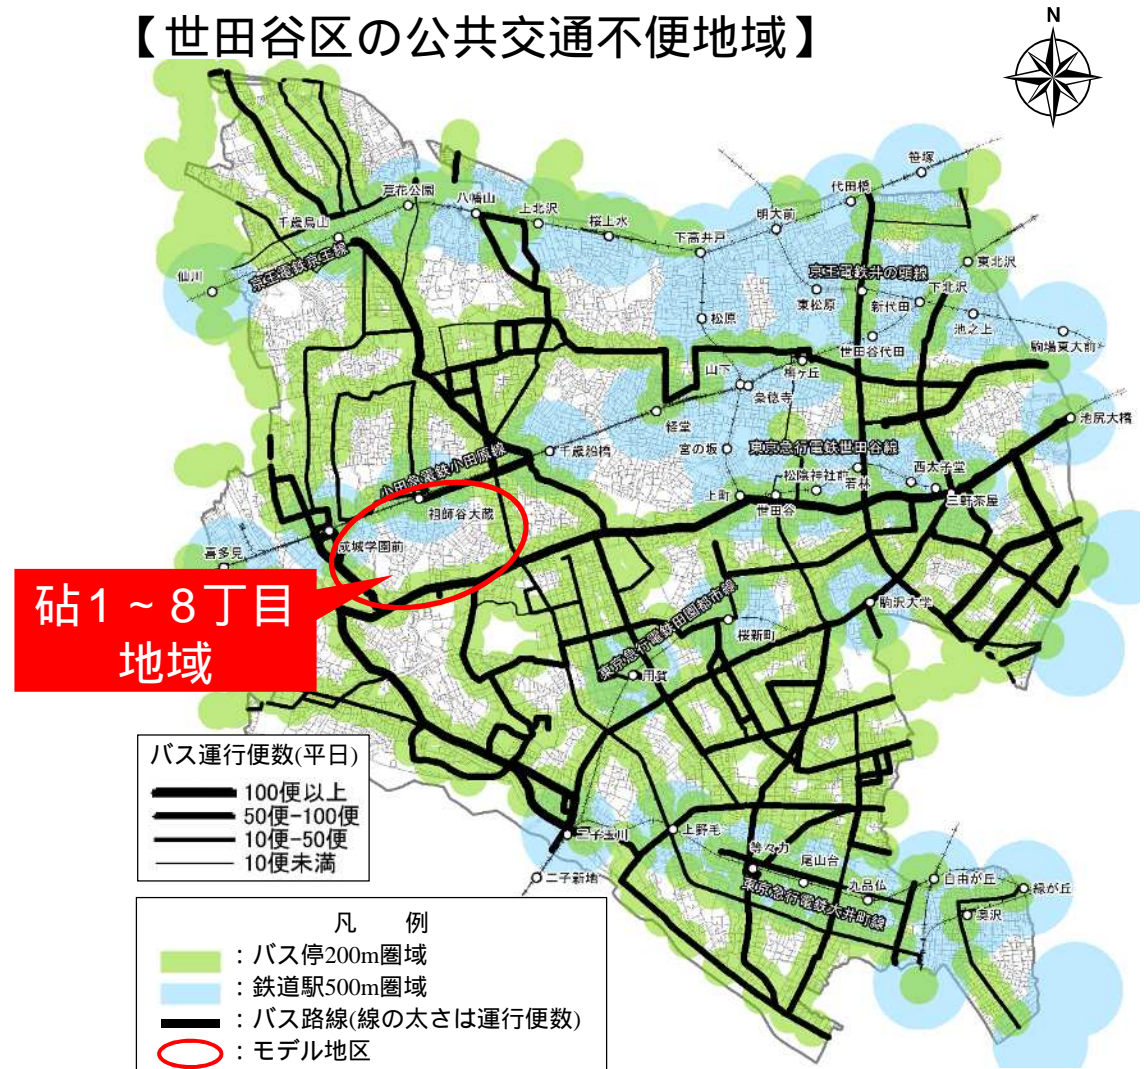 【世田谷区の公共交通不便地域】
N
笹塚
代田橋
芦花公園
八幡山
上北沢
桜上水
明大前
千歳烏山
下高井戸
仙川
京王電鉄京王線
京王電鉄井の頭線
東北沢
下北沢
東松原
新代田
松原
池之上
世田谷代田
駒場東大前
山下
梅ヶ丘
豪徳寺
経堂
池尻大橋
千歳船橋
宮の坂
東京急行電鉄世田谷線
小田急電鉄小田原線
松陰神社前
若林
西太子堂
上町
世田谷
三軒茶屋
祖師谷大蔵
成城学園前
喜多見
砧1～8丁目
地域
駒沢大学
東京急行電鉄田園都市線
桜新町
用賀
バス運行便数(平日)
100便以上
50便-100便
10便-50便
10便未満
二子玉川
上野毛
等々力
尾山台
二子新地
九品仏
自由が丘
緑が丘
東京急行電鉄大井町線
奥沢
凡 例
：バス停200m圏域
：鉄道駅500m圏域
：バス路線(線の太さは運行便数)
：モデル地区